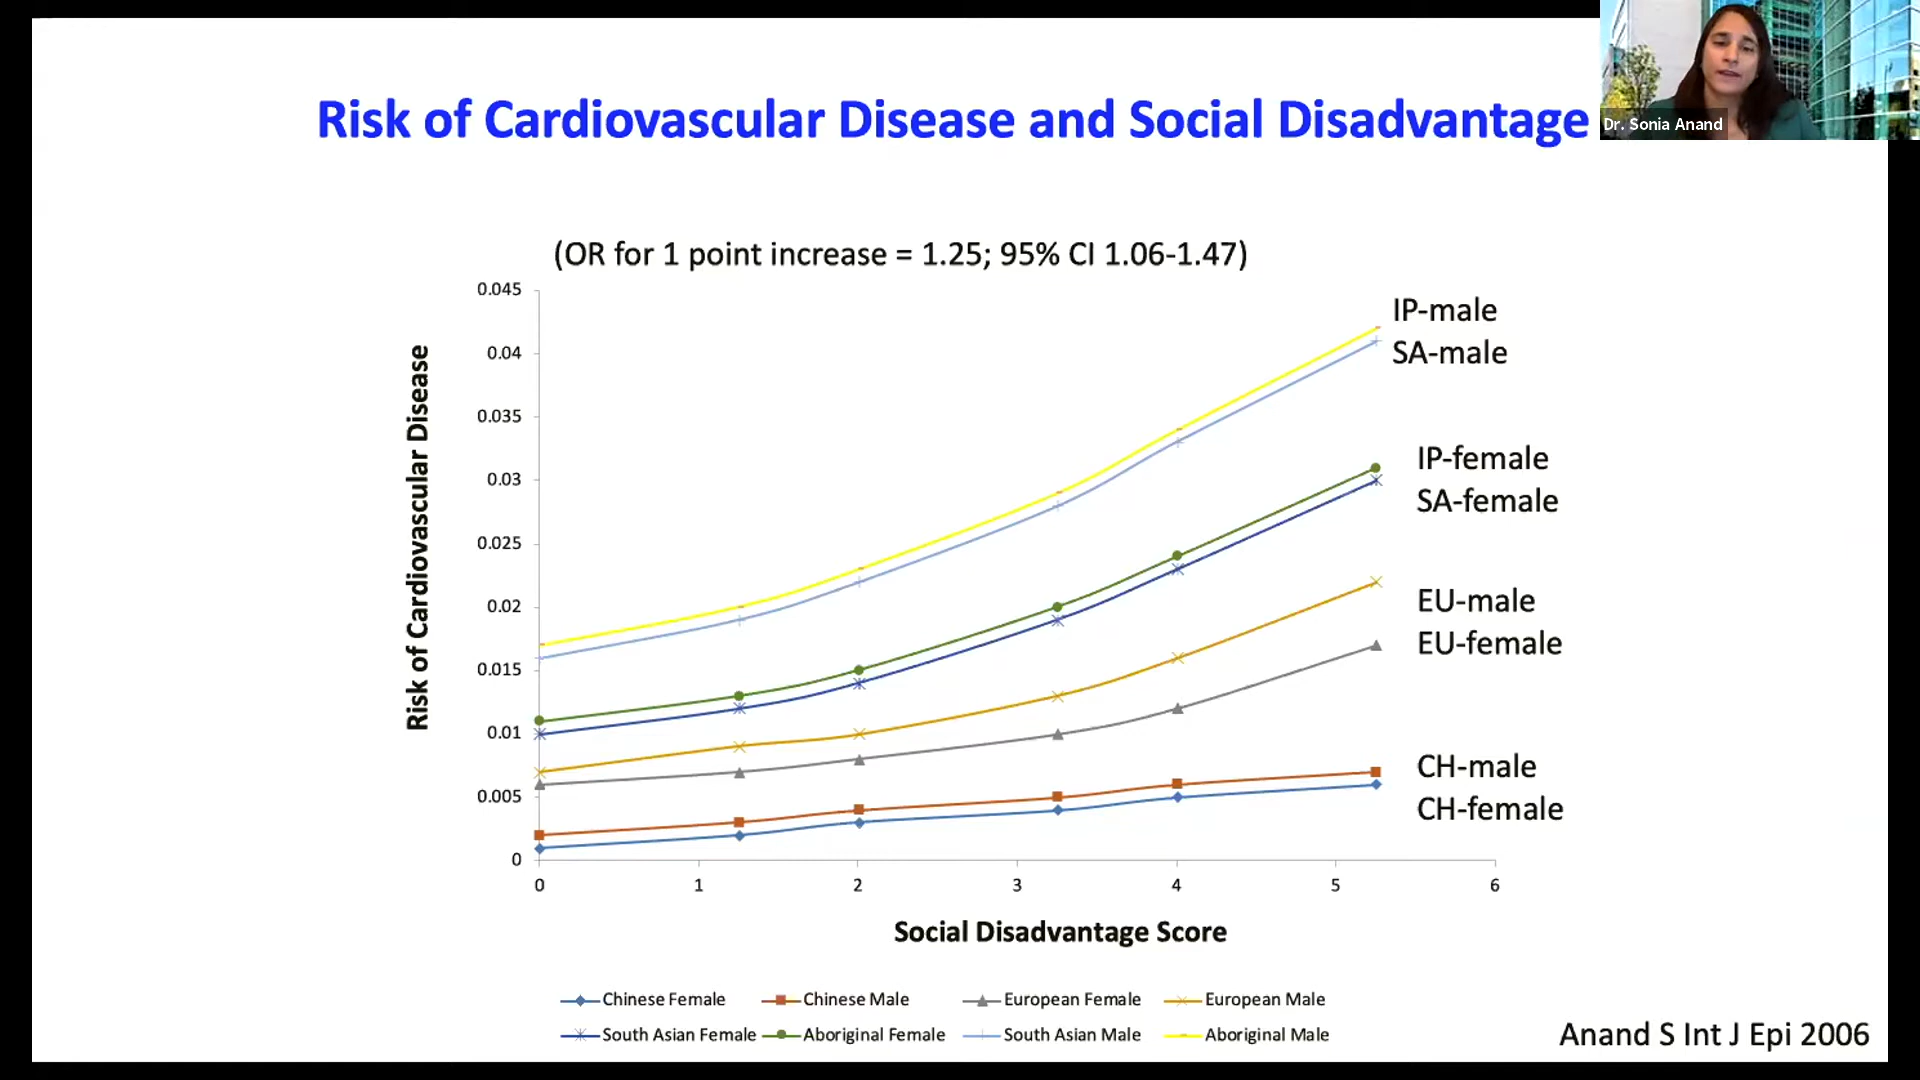 Risk of Cardiovascular Disease and Social Disadvantage
Dr. Sonia Anand
(OR for 1 point increase = 1.25; 95% CI 1.06-1.47)
Risk of Cardiovascular Disease
0.045
0.04
0.035
0.03
0.025
0.02
0.015
0.01
0.005
0
0 1 2 3 4 5 6
IP-male
SA-male
IP-female
SA-female
EU-male
EU-female
CH-male
CH-female
Social Disadvantage Score
Chinese Female Chinese Male European Female European Male
South Asian Female Aboriginal Female South Asian Male Aboriginal Male
Anand S Int J Epi 2006